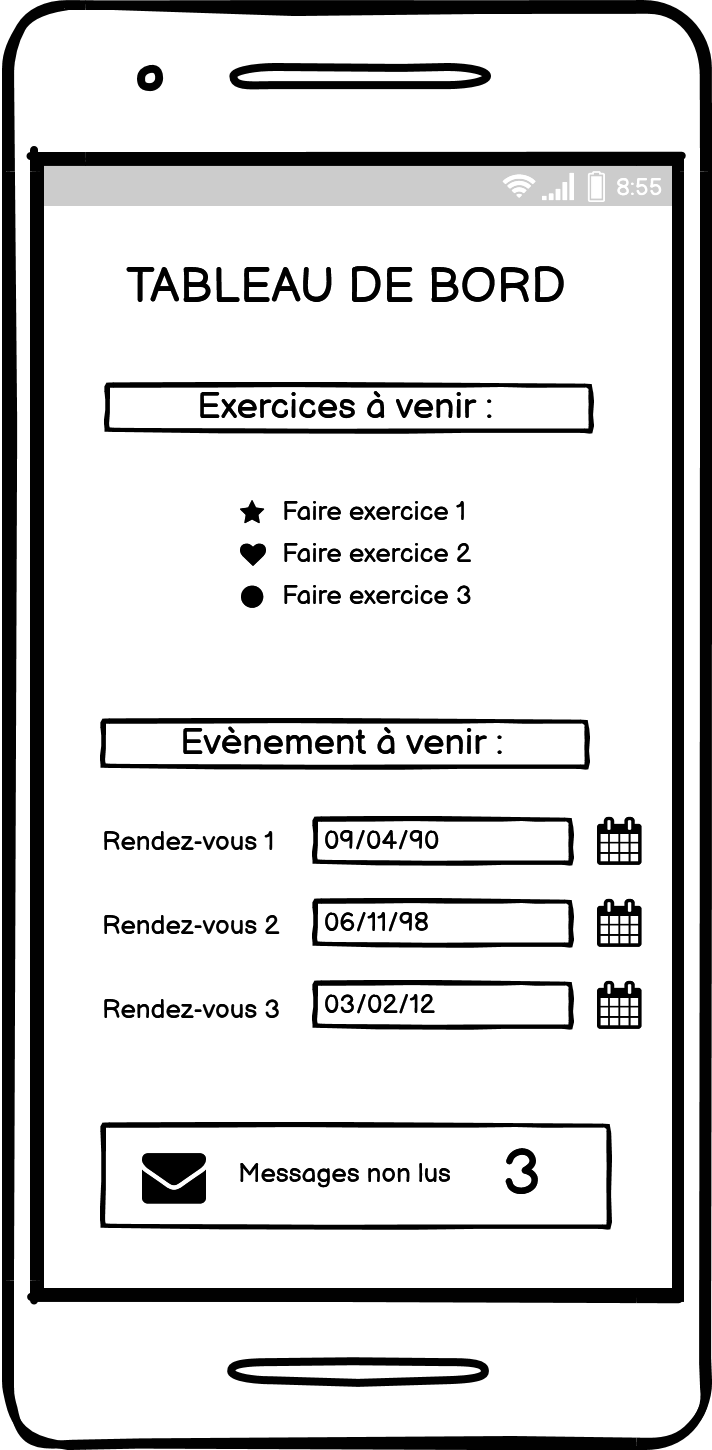 8:55
TABLEAU DE BORD
Exercices à venir :
Faire exercice 1
Faire exercice 2
Faire exercice 3
Evènement à venir :
Rendez-vous 1 09/04/90
Rendez-vous 2 06/11/98
Rendez-vous 3 03/02/12
Messages non lus 3